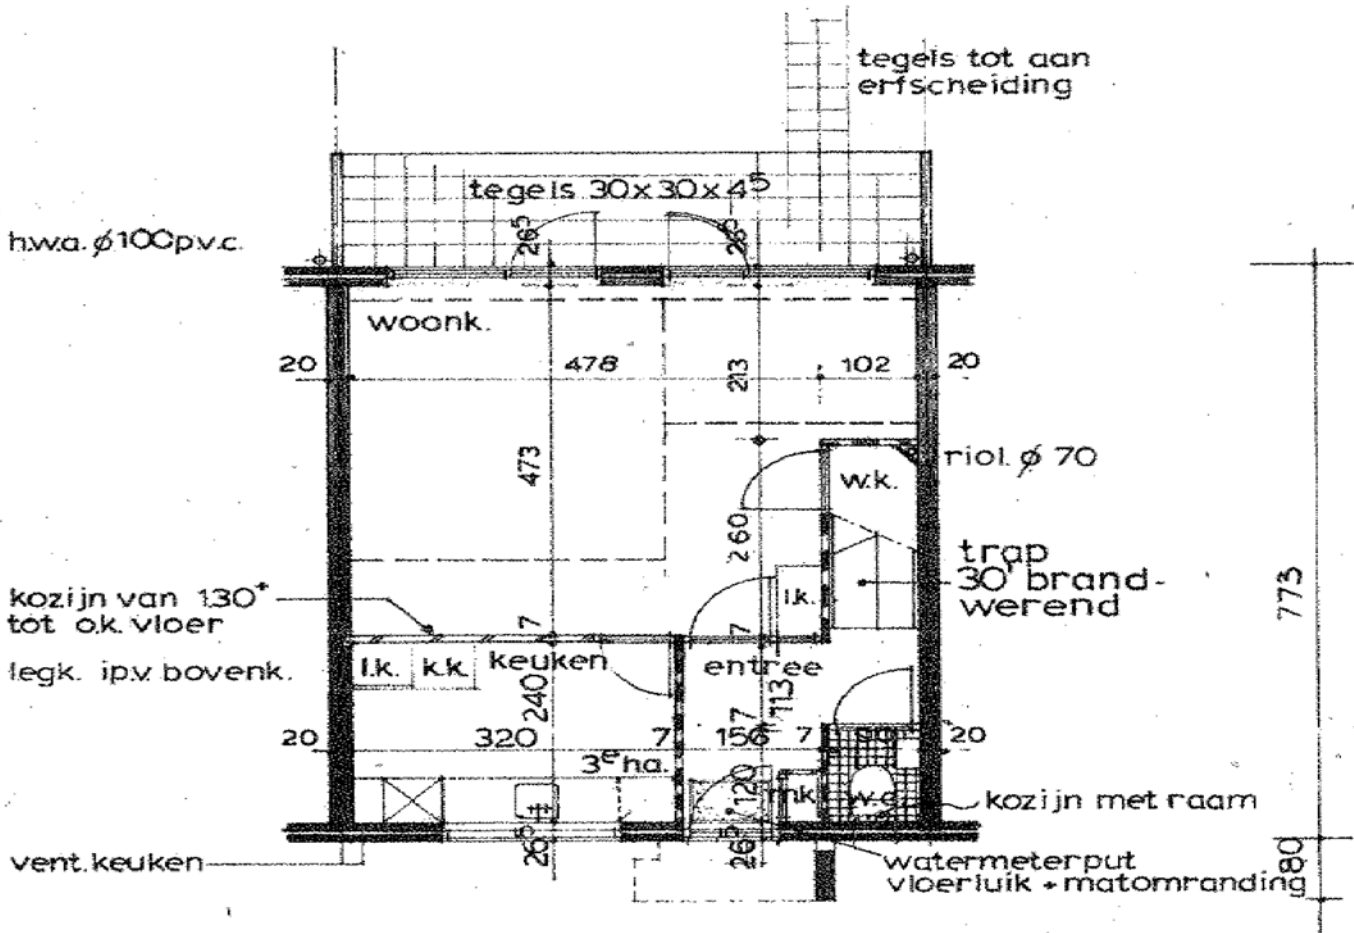 tegels tot aan
erfscheiding
tegels 30x30x4⁵
h.w.a. ø100pv.c.
26⁵
26⁵
woonk.
20
478
213
102
20
473
w.k.
riol. ø 70
260
trap
30' brand-
werend
773
kozijn van 130⁺
tot o.k. vloer
l.k.
7
7
legk. ip.v bovenk.
l.k.
k.k.
keuken
entree
240
113
7
20
320
7
156
7
20
3ᵉ ha.
120
mk
w.c.
kozijn met raam
26⁵
26⁵
vent. keuken
watermeterput
vloerluik + matomranding
80